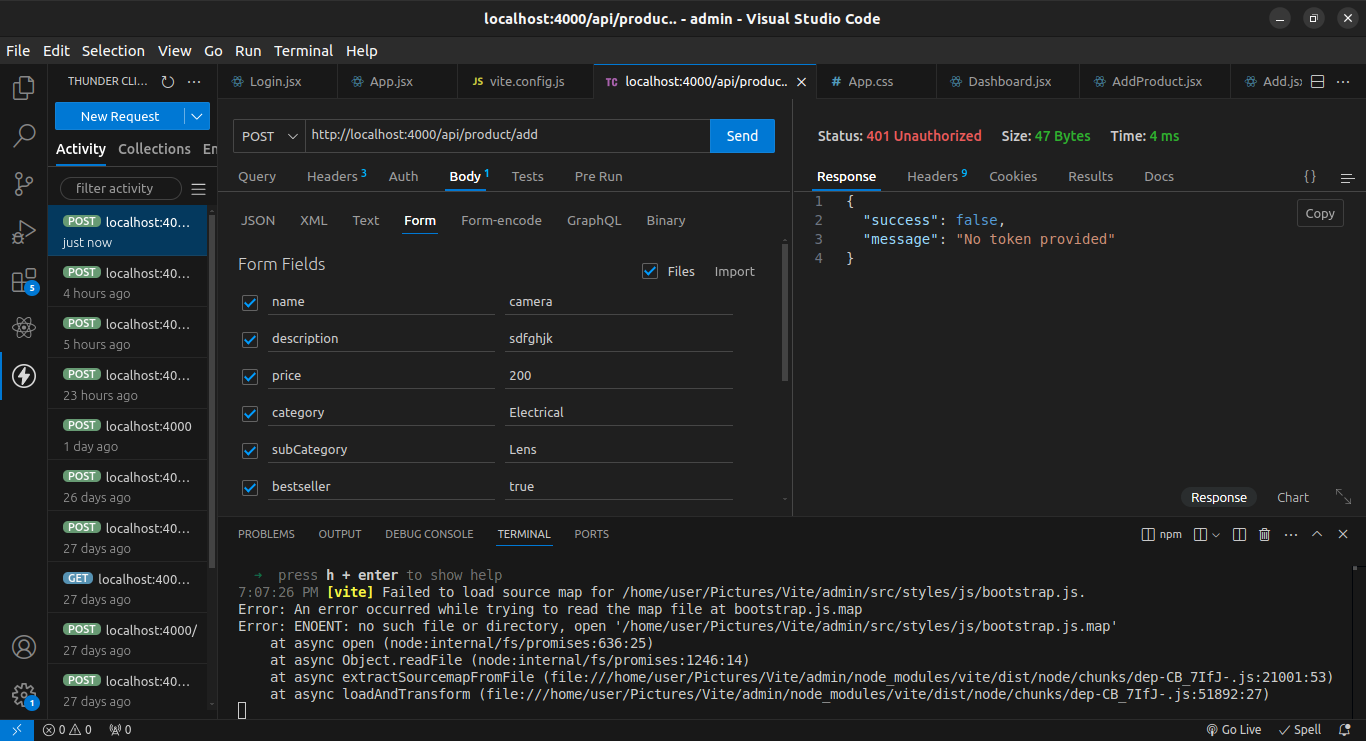 localhost:4000/api/produc.. - admin - Visual Studio Code
File Edit Selection View Go Run Terminal Help
THUNDER CLI...
Login.jsx
App.jsx
JS vite.config.js
TC localhost:4000/api/produc..
# App.css
Dashboard.jsx
AddProduct.jsx
Add.jsx
New Request
Activity Collections En
filter activity
POST localhost:40...
just now
POST localhost:40...
4 hours ago
POST localhost:40...
5 hours ago
POST localhost:40...
23 hours ago
POST localhost:4000
1 day ago
POST localhost:40...
26 days ago
POST localhost:40...
27 days ago
GET localhost:400...
27 days ago
POST localhost:4000/
27 days ago
POST localhost:40...
27 days ago
5
1
POST http://localhost:4000/api/product/add Send
Query Headers 3 Auth Body 1 Tests Pre Run
JSON XML Text Form Form-encode GraphQL Binary
Form Fields Files Import
name camera
description sdfghjk
price 200
category Electrical
subCategory Lens
bestseller true
Status: 401 Unauthorized Size: 47 Bytes Time: 4 ms
Response Headers 9 Cookies Results Docs {}
1 {
2 "success": false,
3 "message": "No token provided"
4 }
Copy
Response Chart
PROBLEMS OUTPUT DEBUG CONSOLE TERMINAL PORTS npm
➜ press h + enter to show help
7:07:26 PM [vite] Failed to load source map for /home/user/Pictures/Vite/admin/src/styles/js/bootstrap.js.
Error: An error occurred while trying to read the map file at bootstrap.js.map
Error: ENOENT: no such file or directory, open '/home/user/Pictures/Vite/admin/src/styles/js/bootstrap.js.map'
at async open (node:internal/fs/promises:636:25)
at async Object.readFile (node:internal/fs/promises:1246:14)
at async extractSourcemapFromFile (file:///home/user/Pictures/Vite/admin/node_modules/vite/dist/node/chunks/dep-CB_7IfJ-.js:21001:53)
at async loadAndTransform (file:///home/user/Pictures/Vite/admin/node_modules/vite/dist/node/chunks/dep-CB_7IfJ-.js:51892:27)
0 0 0 Go Live Spell